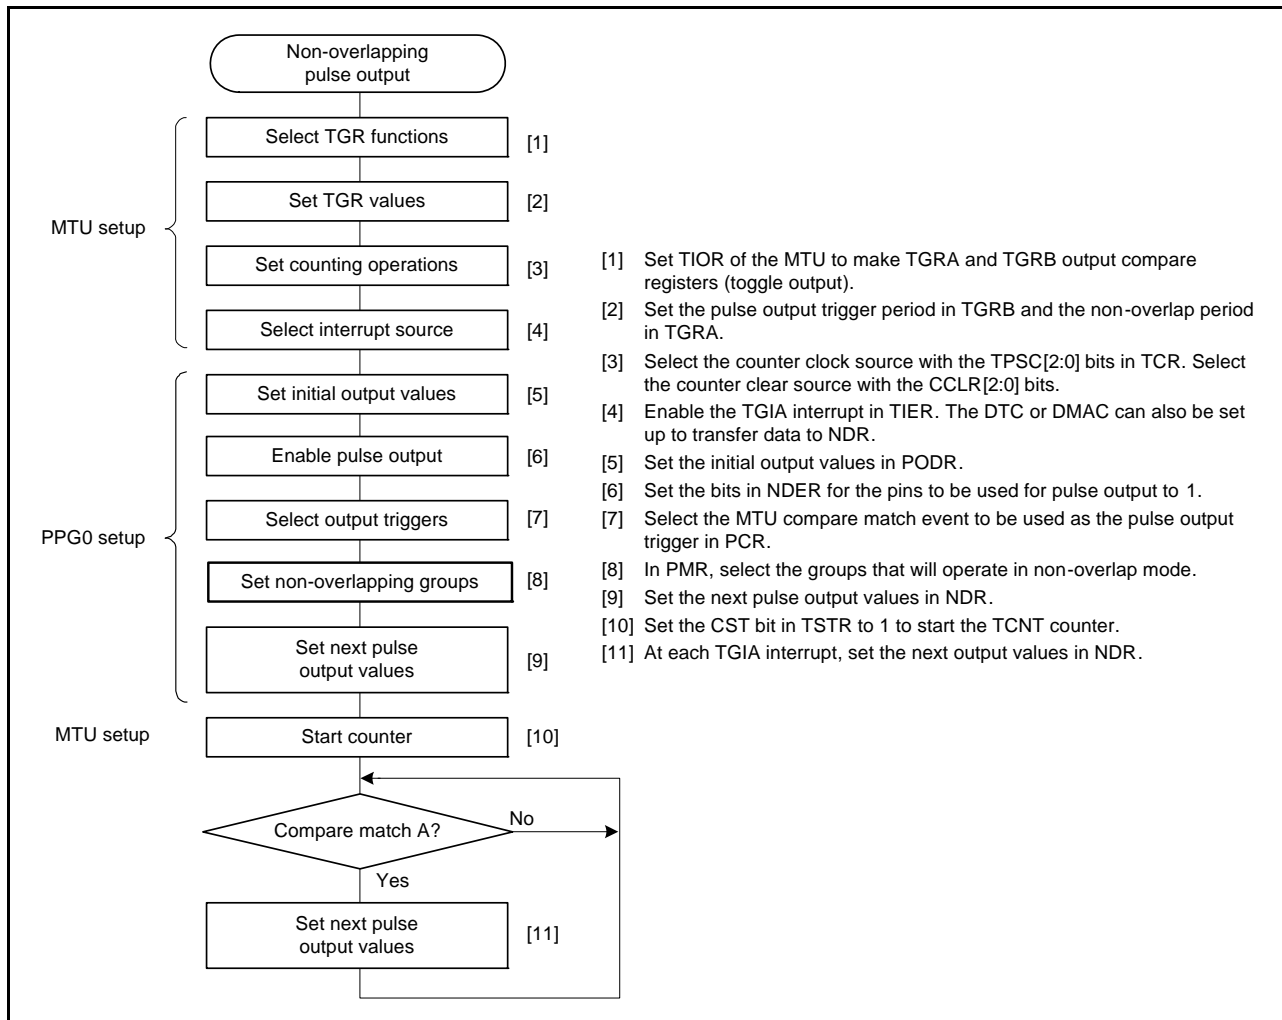 Non-overlapping
pulse output
Select TGR functions
[1]
Set TGR values
[2]
MTU setup
Set counting operations
[3]
Select interrupt source
[4]
Set initial output values
[5]
Enable pulse output
[6]
Select output triggers
[7]
PPG0 setup
Set non-overlapping groups
[8]
Set next pulse
output values
[9]
MTU setup
Start counter
[10]
Compare match A?
No
Yes
Set next pulse
output values
[11]
[1] Set TIOR of the MTU to make TGRA and TGRB output compare
registers (toggle output).
[2] Set the pulse output trigger period in TGRB and the non-overlap period
in TGRA.
[3] Select the counter clock source with the TPSC[2:0] bits in TCR. Select
the counter clear source with the CCLR[2:0] bits.
[4] Enable the TGIA interrupt in TIER. The DTC or DMAC can also be set
up to transfer data to NDR.
[5] Set the initial output values in PODR.
[6] Set the bits in NDER for the pins to be used for pulse output to 1.
[7] Select the MTU compare match event to be used as the pulse output
trigger in PCR.
[8] In PMR, select the groups that will operate in non-overlap mode.
[9] Set the next pulse output values in NDR.
[10] Set the CST bit in TSTR to 1 to start the TCNT counter.
[11] At each TGIA interrupt, set the next output values in NDR.